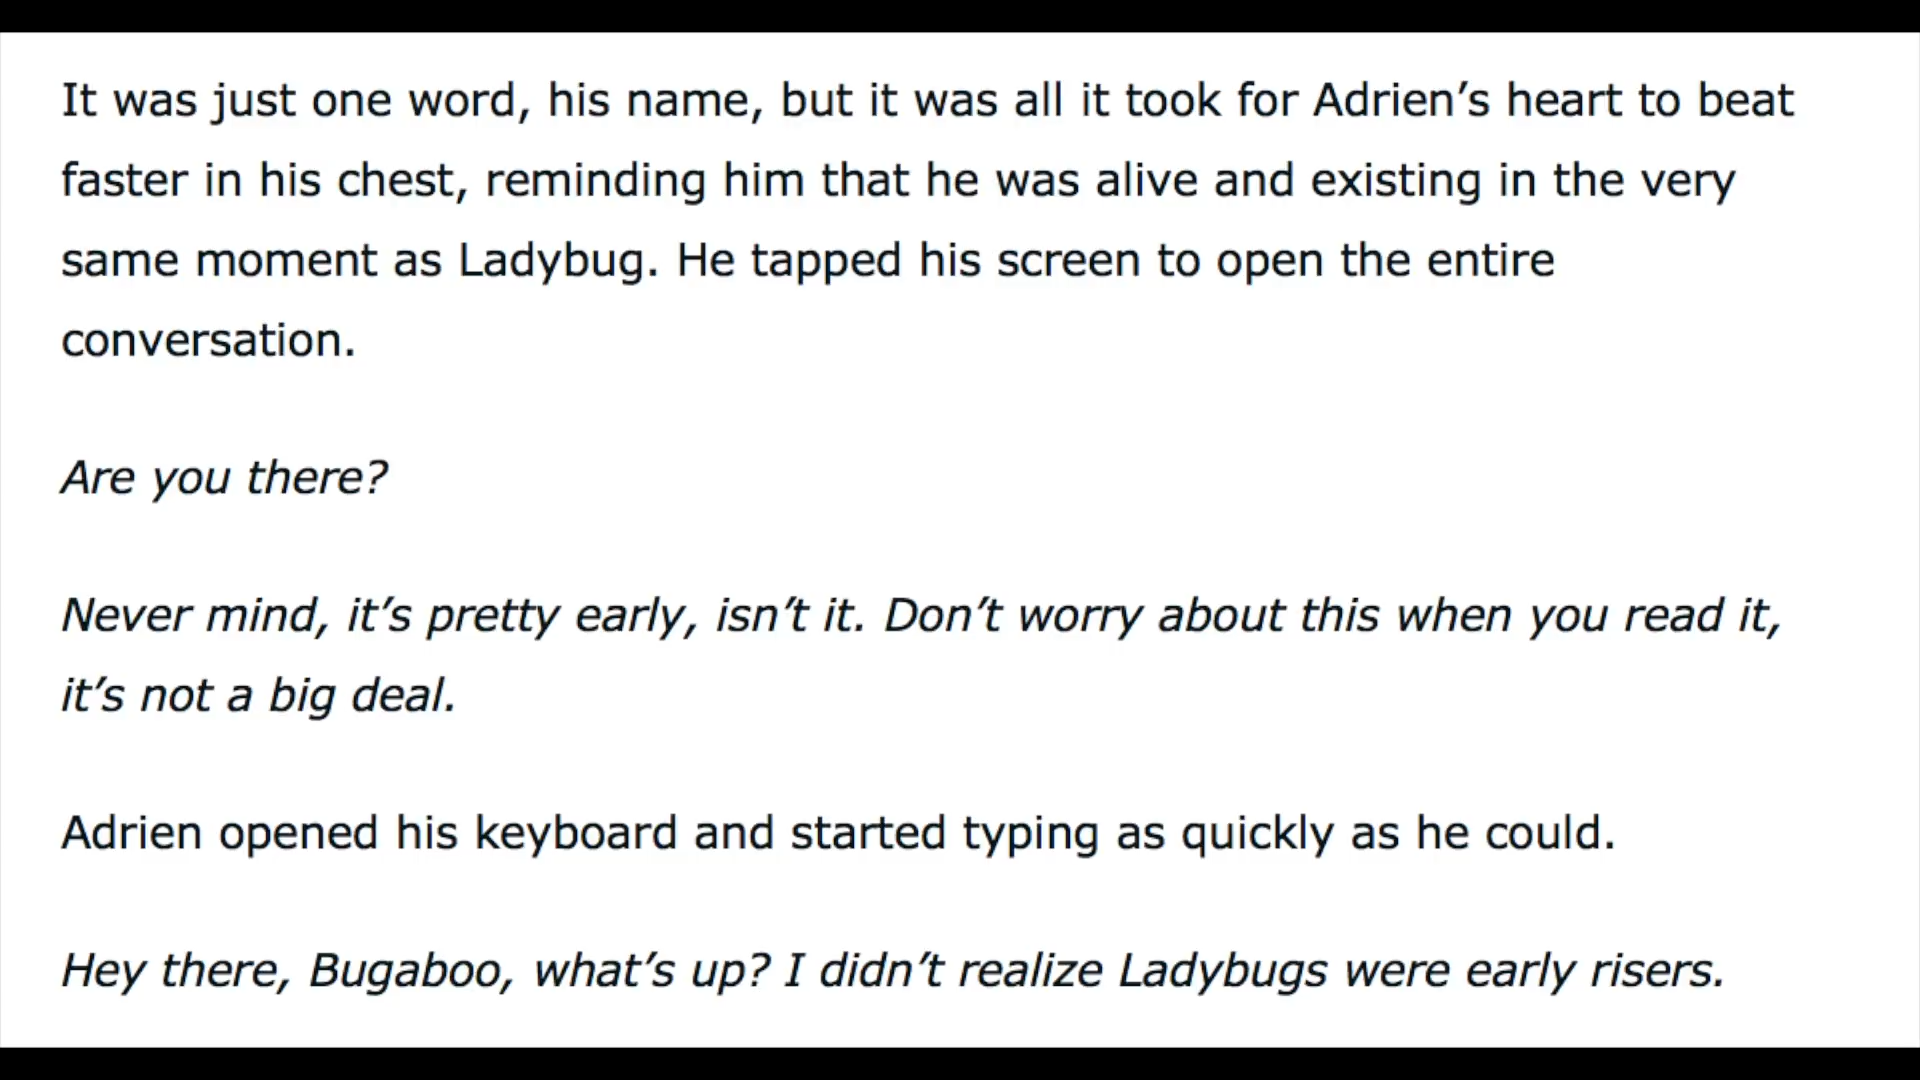 It was just one word, his name, but it was all it took for Adrien’s heart to beat
faster in his chest, reminding him that he was alive and existing in the very
same moment as Ladybug. He tapped his screen to open the entire
conversation.
Are you there?
Never mind, it’s pretty early, isn’t it. Don’t worry about this when you read it,
it’s not a big deal.
Adrien opened his keyboard and started typing as quickly as he could.
Hey there, Bugaboo, what’s up? I didn’t realize Ladybugs were early risers.